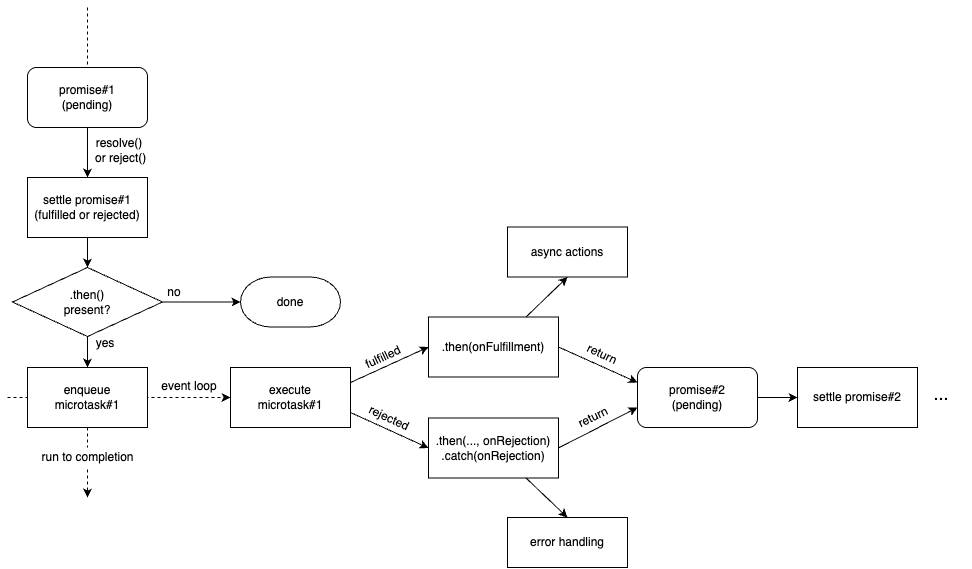 promise#1
(pending)
resolve()
or reject()
settle promise#1
(fulfilled or rejected)
.then()
present?
no
done
yes
enqueue
microtask#1
event loop
run to completion
execute
microtask#1
fulfilled
rejected
.then(onFulfillment)
async actions
.then(..., onRejection)
.catch(onRejection)
error handling
return
return
promise#2
(pending)
settle promise#2
...